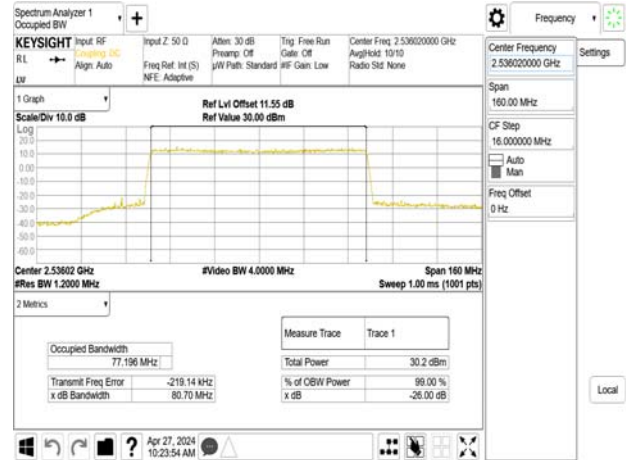 Spectrum Analyzer 1
Occupied BW
Frequency
KEYSIGHT
RL
Input: RF
Coupling: DC
Align: Auto
Input Z: 50 Ω
Freq Ref: Int (S)
NFE: Adaptive
Atten: 30 dB
Preamp: Off
µW Path: Standard
Trig: Free Run
Gate: Off
#IF Gain: Low
Center Freq: 2.536020000 GHz
Avg|Hold: 10/10
Radio Std: None
Center Frequency
2.536020000 GHz
Settings
Span
160.00 MHz
CF Step
16.000000 MHz
Auto
Man
Freq Offset
0 Hz
Local
1 Graph
Scale/Div 10.0 dB
Ref Lvl Offset 11.55 dB
Ref Value 30.00 dBm
Log
20.0
10.0
0.00
-10.0
-20.0
-30.0
-40.0
-50.0
-60.0
Center 2.53602 GHz
#Video BW 4.0000 MHz
Span 160 MHz
#Res BW 1.2000 MHz
Sweep 1.00 ms (1001 pts)
2 Metrics
Measure Trace
Trace 1
Occupied Bandwidth
77.196 MHz
Total Power
30.2 dBm
Transmit Freq Error
-219.14 kHz
% of OBW Power
99.00 %
x dB Bandwidth
80.70 MHz
x dB
-26.00 dB
?
Apr 27, 2024
10:23:54 AM